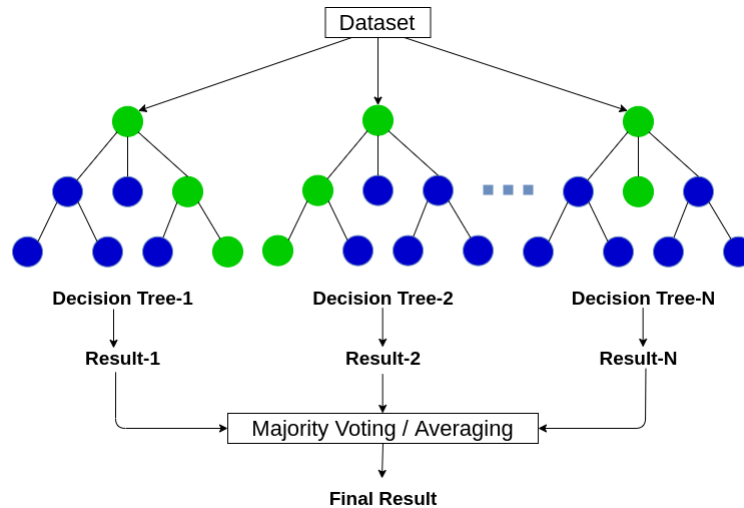 Dataset
Decision Tree-1
Decision Tree-2
Decision Tree-N
Result-1
Result-2
Result-N
Majority Voting / Averaging
Final Result